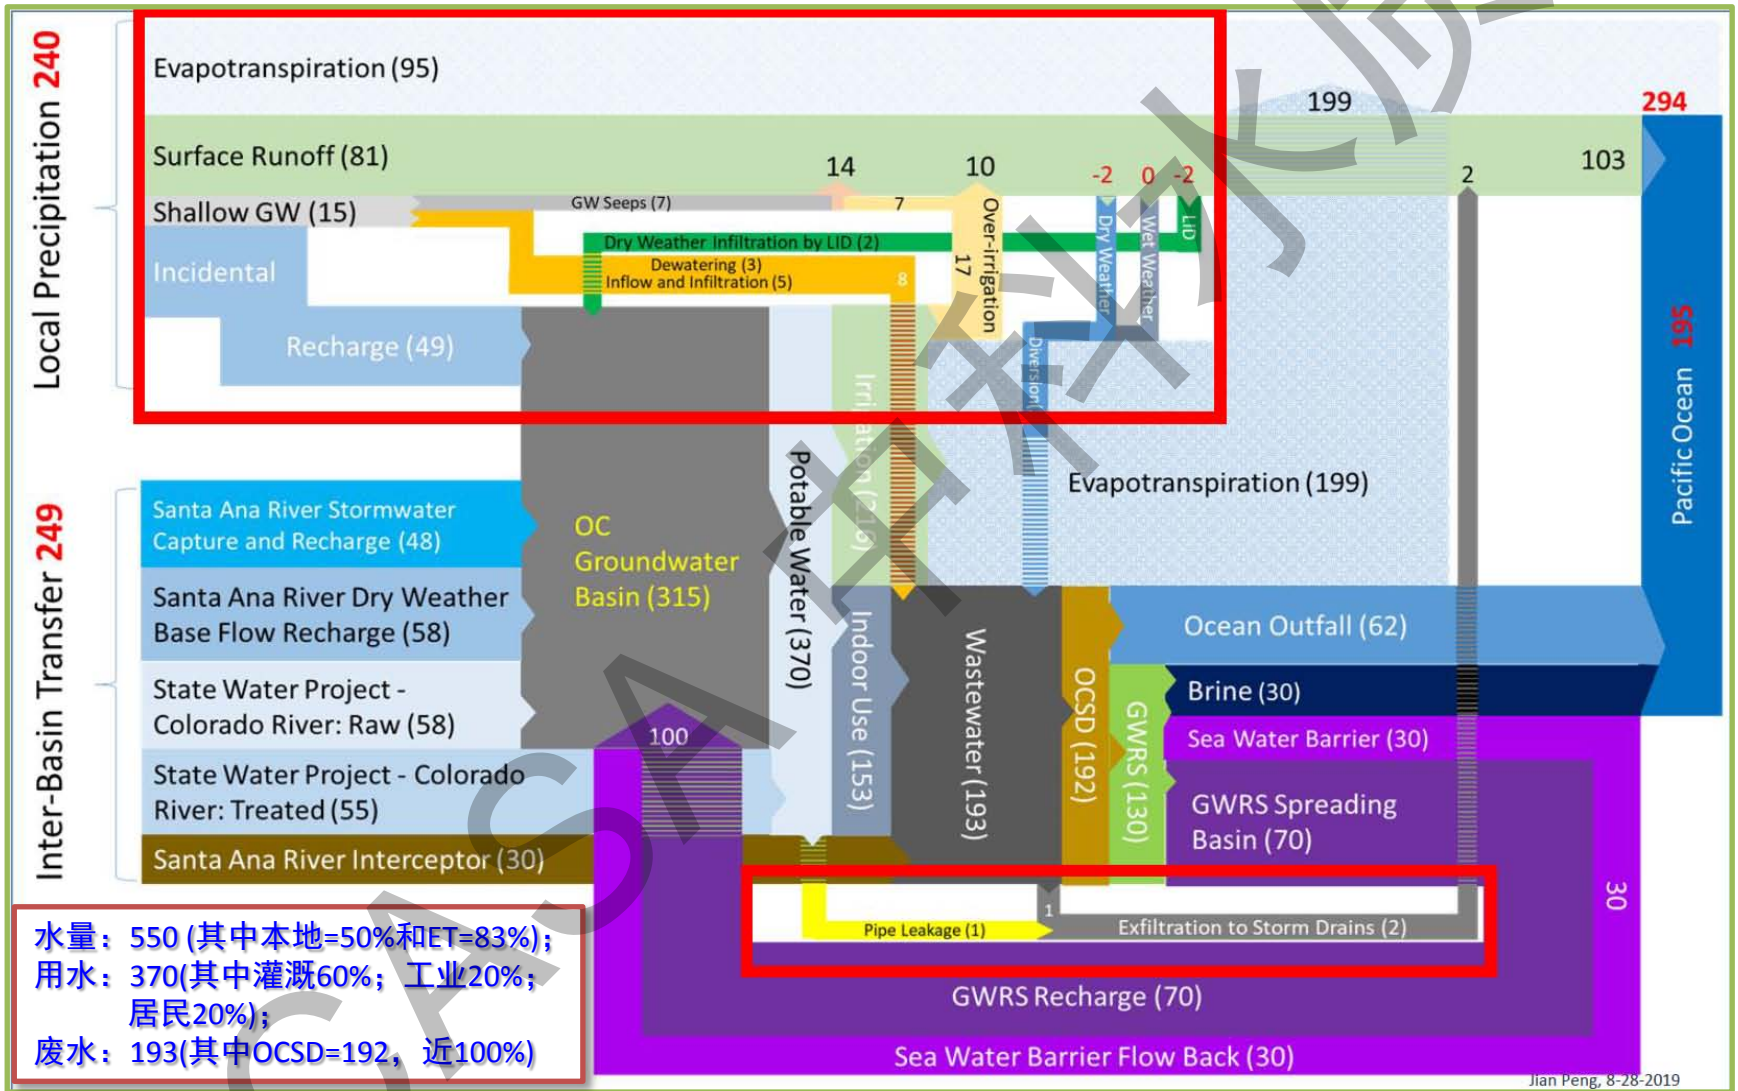 Local Precipitation 240
Evapotranspiration (95)
199
294
Surface Runoff (81)
14
10
-2
0
-2
2
103
Shallow GW (15)
GW Seeps (7)
7
Over-irrigation
17
Dry Weather
Wet Weather
LID
Dry Weather Infiltration by LID (2)
Incidental
Dewatering (3)
Inflow and Infiltration (5)
8
Recharge (49)
Diversion(
Irrigation (216)
Pacific Ocean 195
Inter-Basin Transfer 249
Santa Ana River Stormwater
Capture and Recharge (48)
OC
Groundwater
Basin (315)
Potable Water (370)
Evapotranspiration (199)
Santa Ana River Dry Weather
Base Flow Recharge (58)
Indoor Use (153)
Wastewater (193)
OCSD (192)
GWRS (130)
Ocean Outfall (62)
State Water Project -
Colorado River: Raw (58)
100
Brine (30)
Sea Water Barrier (30)
State Water Project - Colorado
River: Treated (55)
GWRS Spreading
Basin (70)
Santa Ana River Interceptor (30)
30
1
Pipe Leakage (1)
Exfiltration to Storm Drains (2)
GWRS Recharge (70)
Sea Water Barrier Flow Back (30)
水量：550 (其中本地=50%和ET=83%)；
用水：370(其中灌溉60%；工业20%；
居民20%)；
废水：193(其中OCSD=192，近100%)
Jian Peng, 8-28-2019
CASA 中科水质